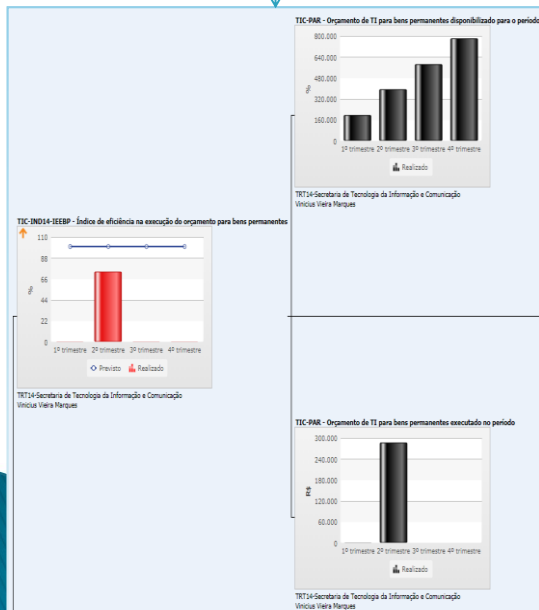 TIC-PAR - Orçamento de TI para bens permanentes disponibilizado para o período
800.000
640.000
480.000
320.000
160.000
0
%
1º trimestre 2º trimestre 3º trimestre 4º trimestre
Realizado
TRT14-Secretaria de Tecnologia da Informação e Comunicação
Vinicius Vieira Marques
TIC-IND14-IEEBP - Índice de eficiência na execução do orçamento para bens permanentes
110
88
66
44
22
0
%
1º trimestre 2º trimestre 3º trimestre 4º trimestre
Previsto Realizado
TRT14-Secretaria de Tecnologia da Informação e Comunicação
Vinicius Vieira Marques
TIC-PAR - Orçamento de TI para bens permanentes executado no período
300.000
240.000
180.000
120.000
60.000
0
R$
1º trimestre 2º trimestre 3º trimestre 4º trimestre
Realizado
TRT14-Secretaria de Tecnologia da Informação e Comunicação
Vinicius Vieira Marques